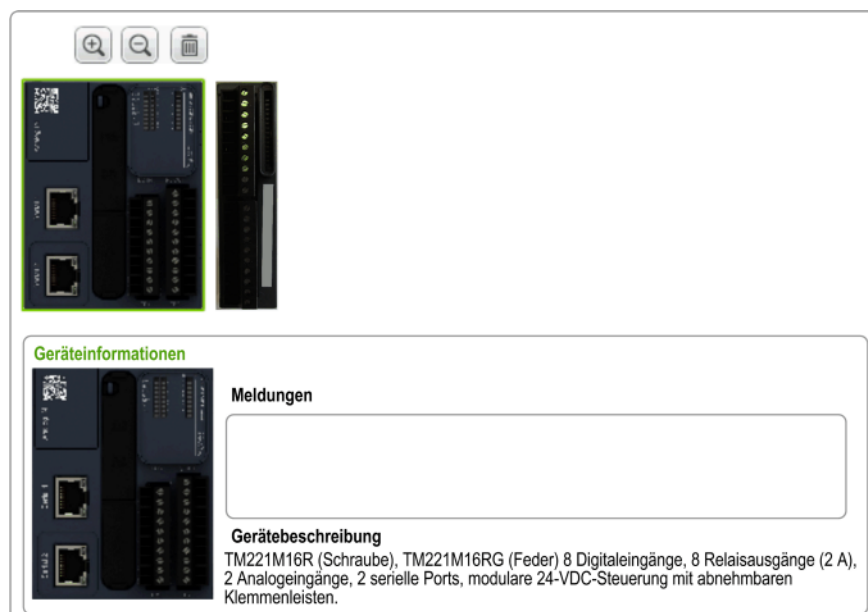 Geräteinformationen
Meldungen
Gerätebeschreibung
TM221M16R (Schraube), TM221M16RG (Feder) 8 Digitaleingänge, 8 Relaisausgänge (2 A),
2 Analogeingänge, 2 serielle Ports, modulare 24-VDC-Steuerung mit abnehmbaren
Klemmenleisten.